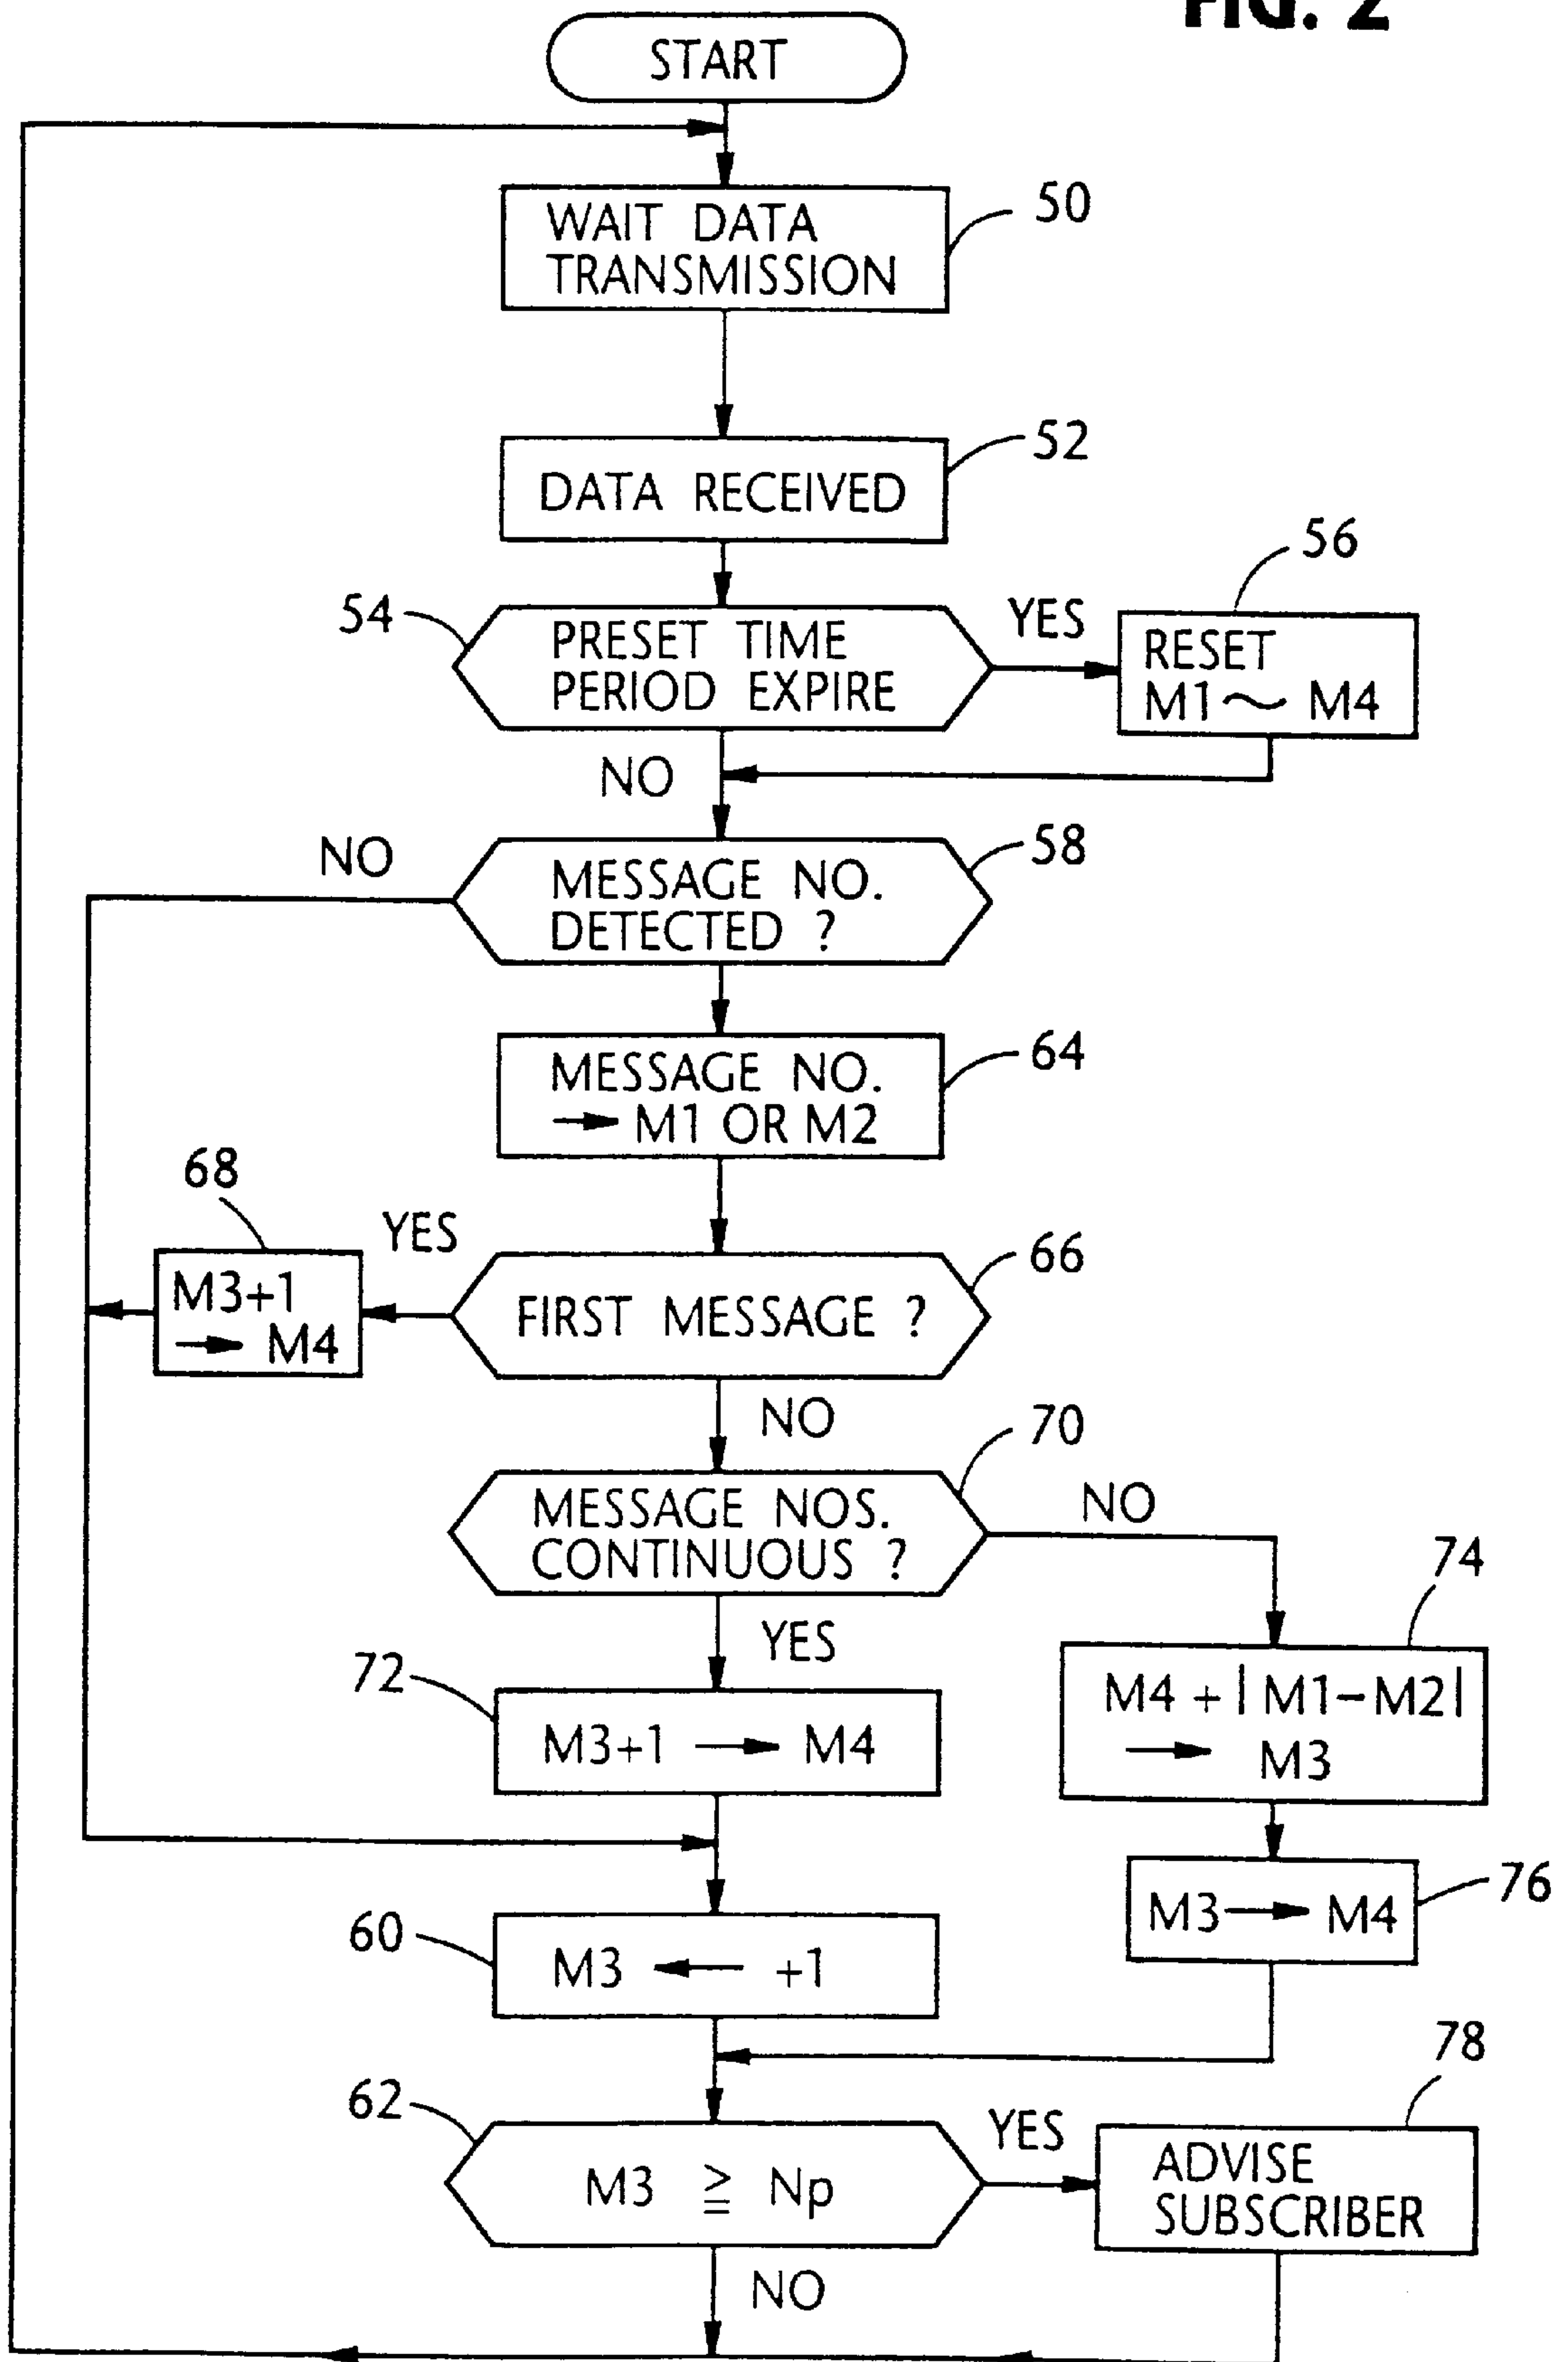 FIG. 2
START
WAIT DATA
TRANSMISSION
50
DATA RECEIVED
52
54
PRESET TIME
PERIOD EXPIRE
YES
56
RESET
M1 ~ M4
NO
NO
MESSAGE NO.
DETECTED ?
58
MESSAGE NO.
→ M1 OR M2
64
68
M3+1
→ M4
YES
FIRST MESSAGE ?
66
NO
MESSAGE NOS.
CONTINUOUS ?
70
NO
YES
74
M4 + | M1-M2|
→ M3
72
M3+1 → M4
M3 → M4
76
60
M3 ← +1
62
M3 ≧ Np
YES
78
ADVISE
SUBSCRIBER
NO